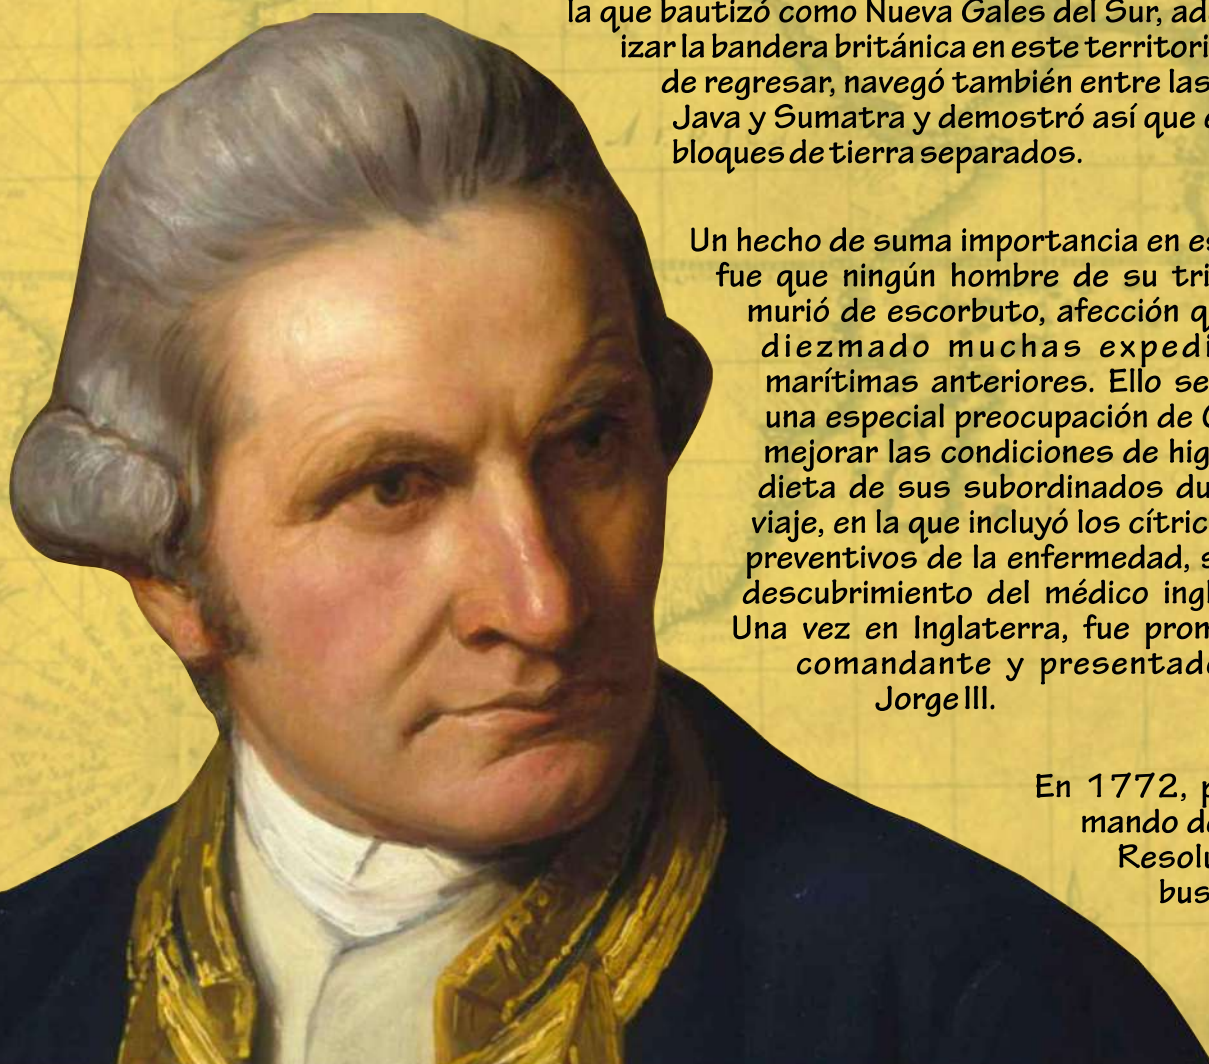 la que bautizó como Nueva Gales del Sur, ad
izar la bandera británica en este territori
de regresar, navegó también entre las
Java y Sumatra y demostró así que e
bloques de tierra separados.
Un hecho de suma importancia en es
fue que ningún hombre de su tri
murió de escorbuto, afección q
diezmado muchas expedi
marítimas anteriores. Ello se
una especial preocupación de C
mejorar las condiciones de hig
dieta de sus subordinados du
viaje, en la que incluyó los cítric
preventivos de la enfermedad, s
descubrimiento del médico ingl
Una vez en Inglaterra, fue prom
comandante y presentado
Jorge III.
En 1772, p
mando de
Resolu
bus